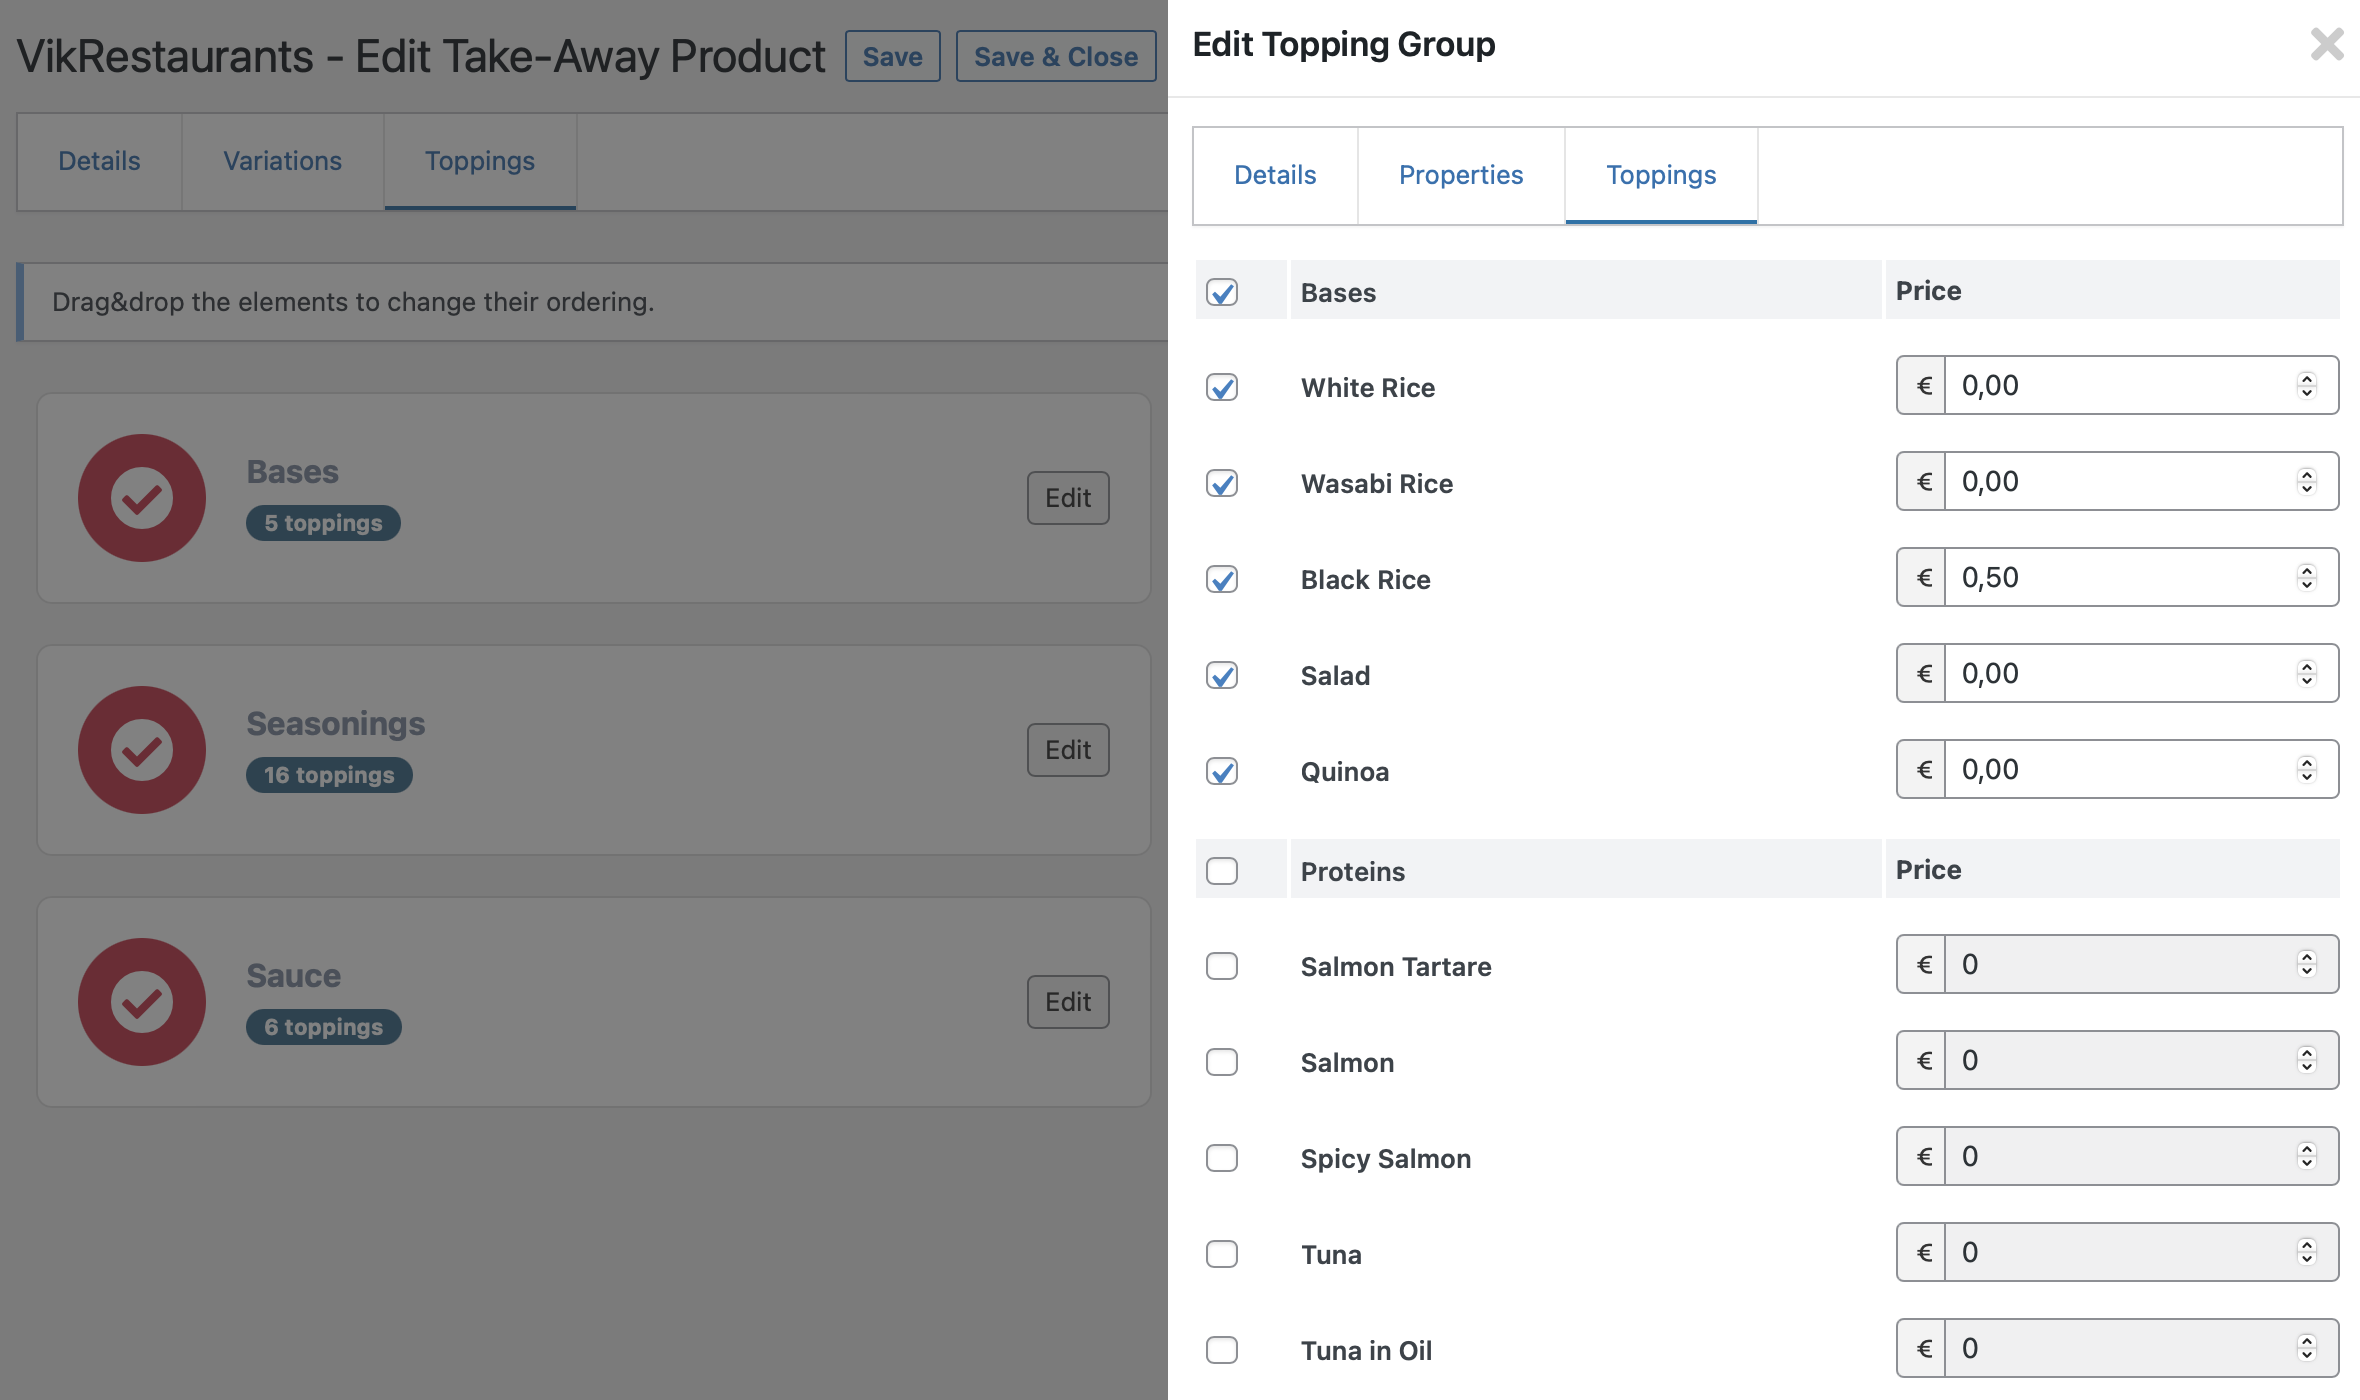 VikRestaurants - Edit Take-Away Product
Save
Save & Close
Details
Variations
Toppings
Drag&drop the elements to change their ordering.
Bases
5 toppings
Edit
Seasonings
16 toppings
Edit
Sauce
6 toppings
Edit
Edit Topping Group
Details
Properties
Toppings
Bases
Price
White Rice
€ 0,00
Wasabi Rice
€ 0,00
Black Rice
€ 0,50
Salad
€ 0,00
Quinoa
€ 0,00
Proteins
Price
Salmon Tartare
€ 0
Salmon
€ 0
Spicy Salmon
€ 0
Tuna
€ 0
Tuna in Oil
€ 0